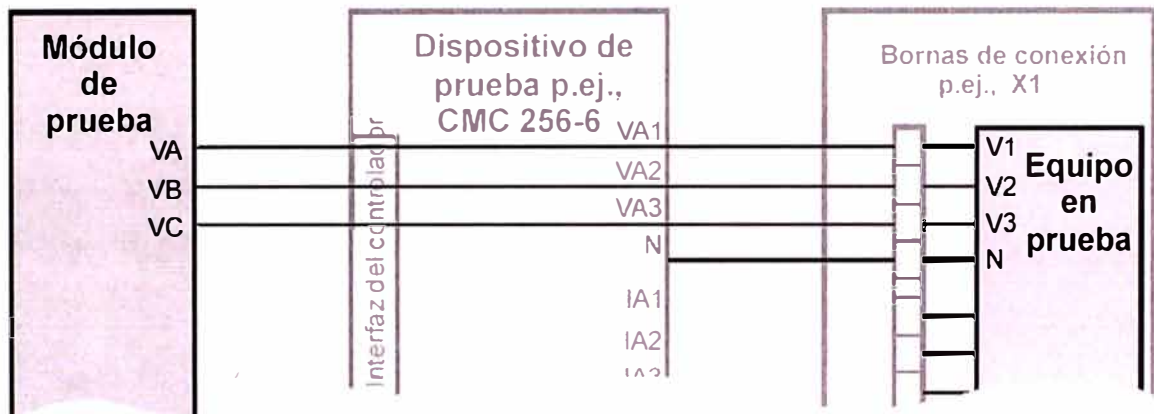 Módulo
de
prueba
VA
VB
VC
Dispositivo de
prueba p.ej.,
CMC 256-6
Interfaz del controlador
VA1
VA2
VA3
N
IA1
IA2
IA3
Bornas de conexión
p.ej., X1
V1
V2
V3
N
Equipo
en
prueba